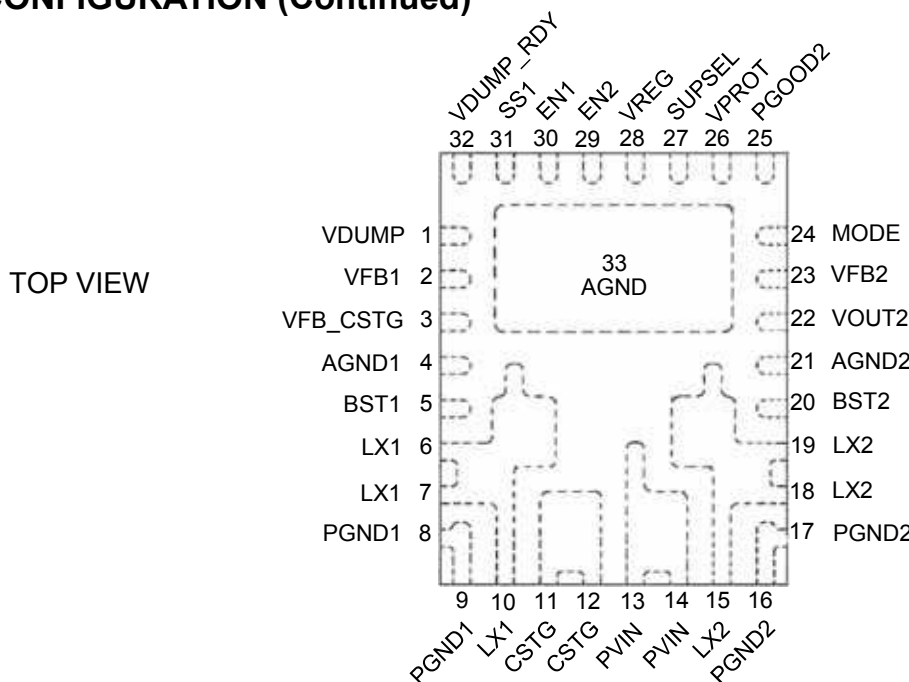 CONFIGURATION (Continued)
VDUMP_RDY SS1 EN1 EN2 VREG SUPSEL VPROT PGOOD2
32 31 30 29 28 27 26 25
VDUMP 1
24 MODE
VFB1 2
33
AGND
23 VFB2
TOP VIEW
VFB_CSTG 3
22 VOUT2
AGND1 4
21 AGND2
BST1 5
20 BST2
LX1 6
19 LX2
LX1 7
18 LX2
PGND1 8
17 PGND2
9 10 11 12 13 14 15 16
PGND1 LX1 CSTG CSTG PVIN PVIN LX2 PGND2